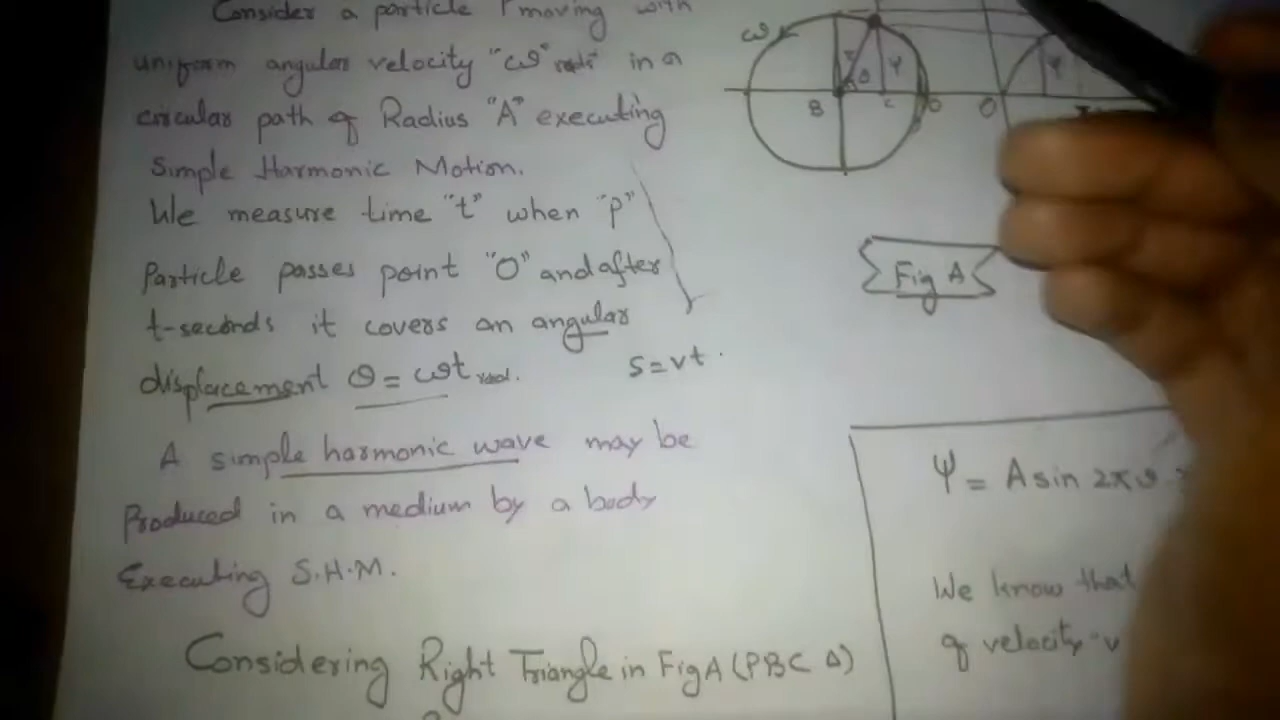 Consider a particle P moving with
uniform angular velocity "ω" rad/s in a
circular path of Radius "A" executing
Simple Harmonic Motion.
We measure time "t" when "p"
Particle passes point "O" and after
t-seconds it covers an angular
displacement θ = ωt rad.
s = vt.
A simple harmonic wave may be
Produced in a medium by a body
Executing S.H.M.
Considering Right Triangle in Fig A (PBC Δ)
ω
θ
Ψ
B
C
O
O
Ψ
Fig A
Ψ = A sin 2π
We know that
of velocity v